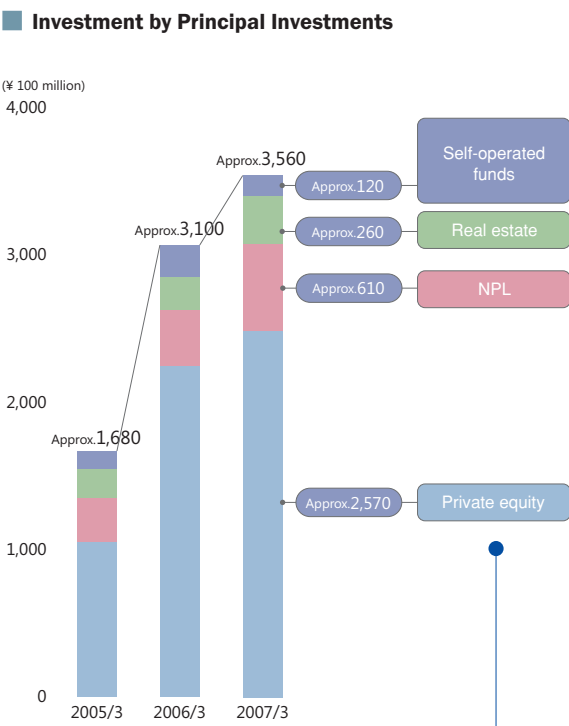 Investment by Principal Investments
(¥ 100 million)
4,000
3,000
2,000
1,000
0
Approx.1,680
Approx.3,100
Approx.3,560
Approx.120
Self-operated
funds
Approx.260
Real estate
Approx.610
NPL
Approx.2,570
Private equity
2005/3
2006/3
2007/3